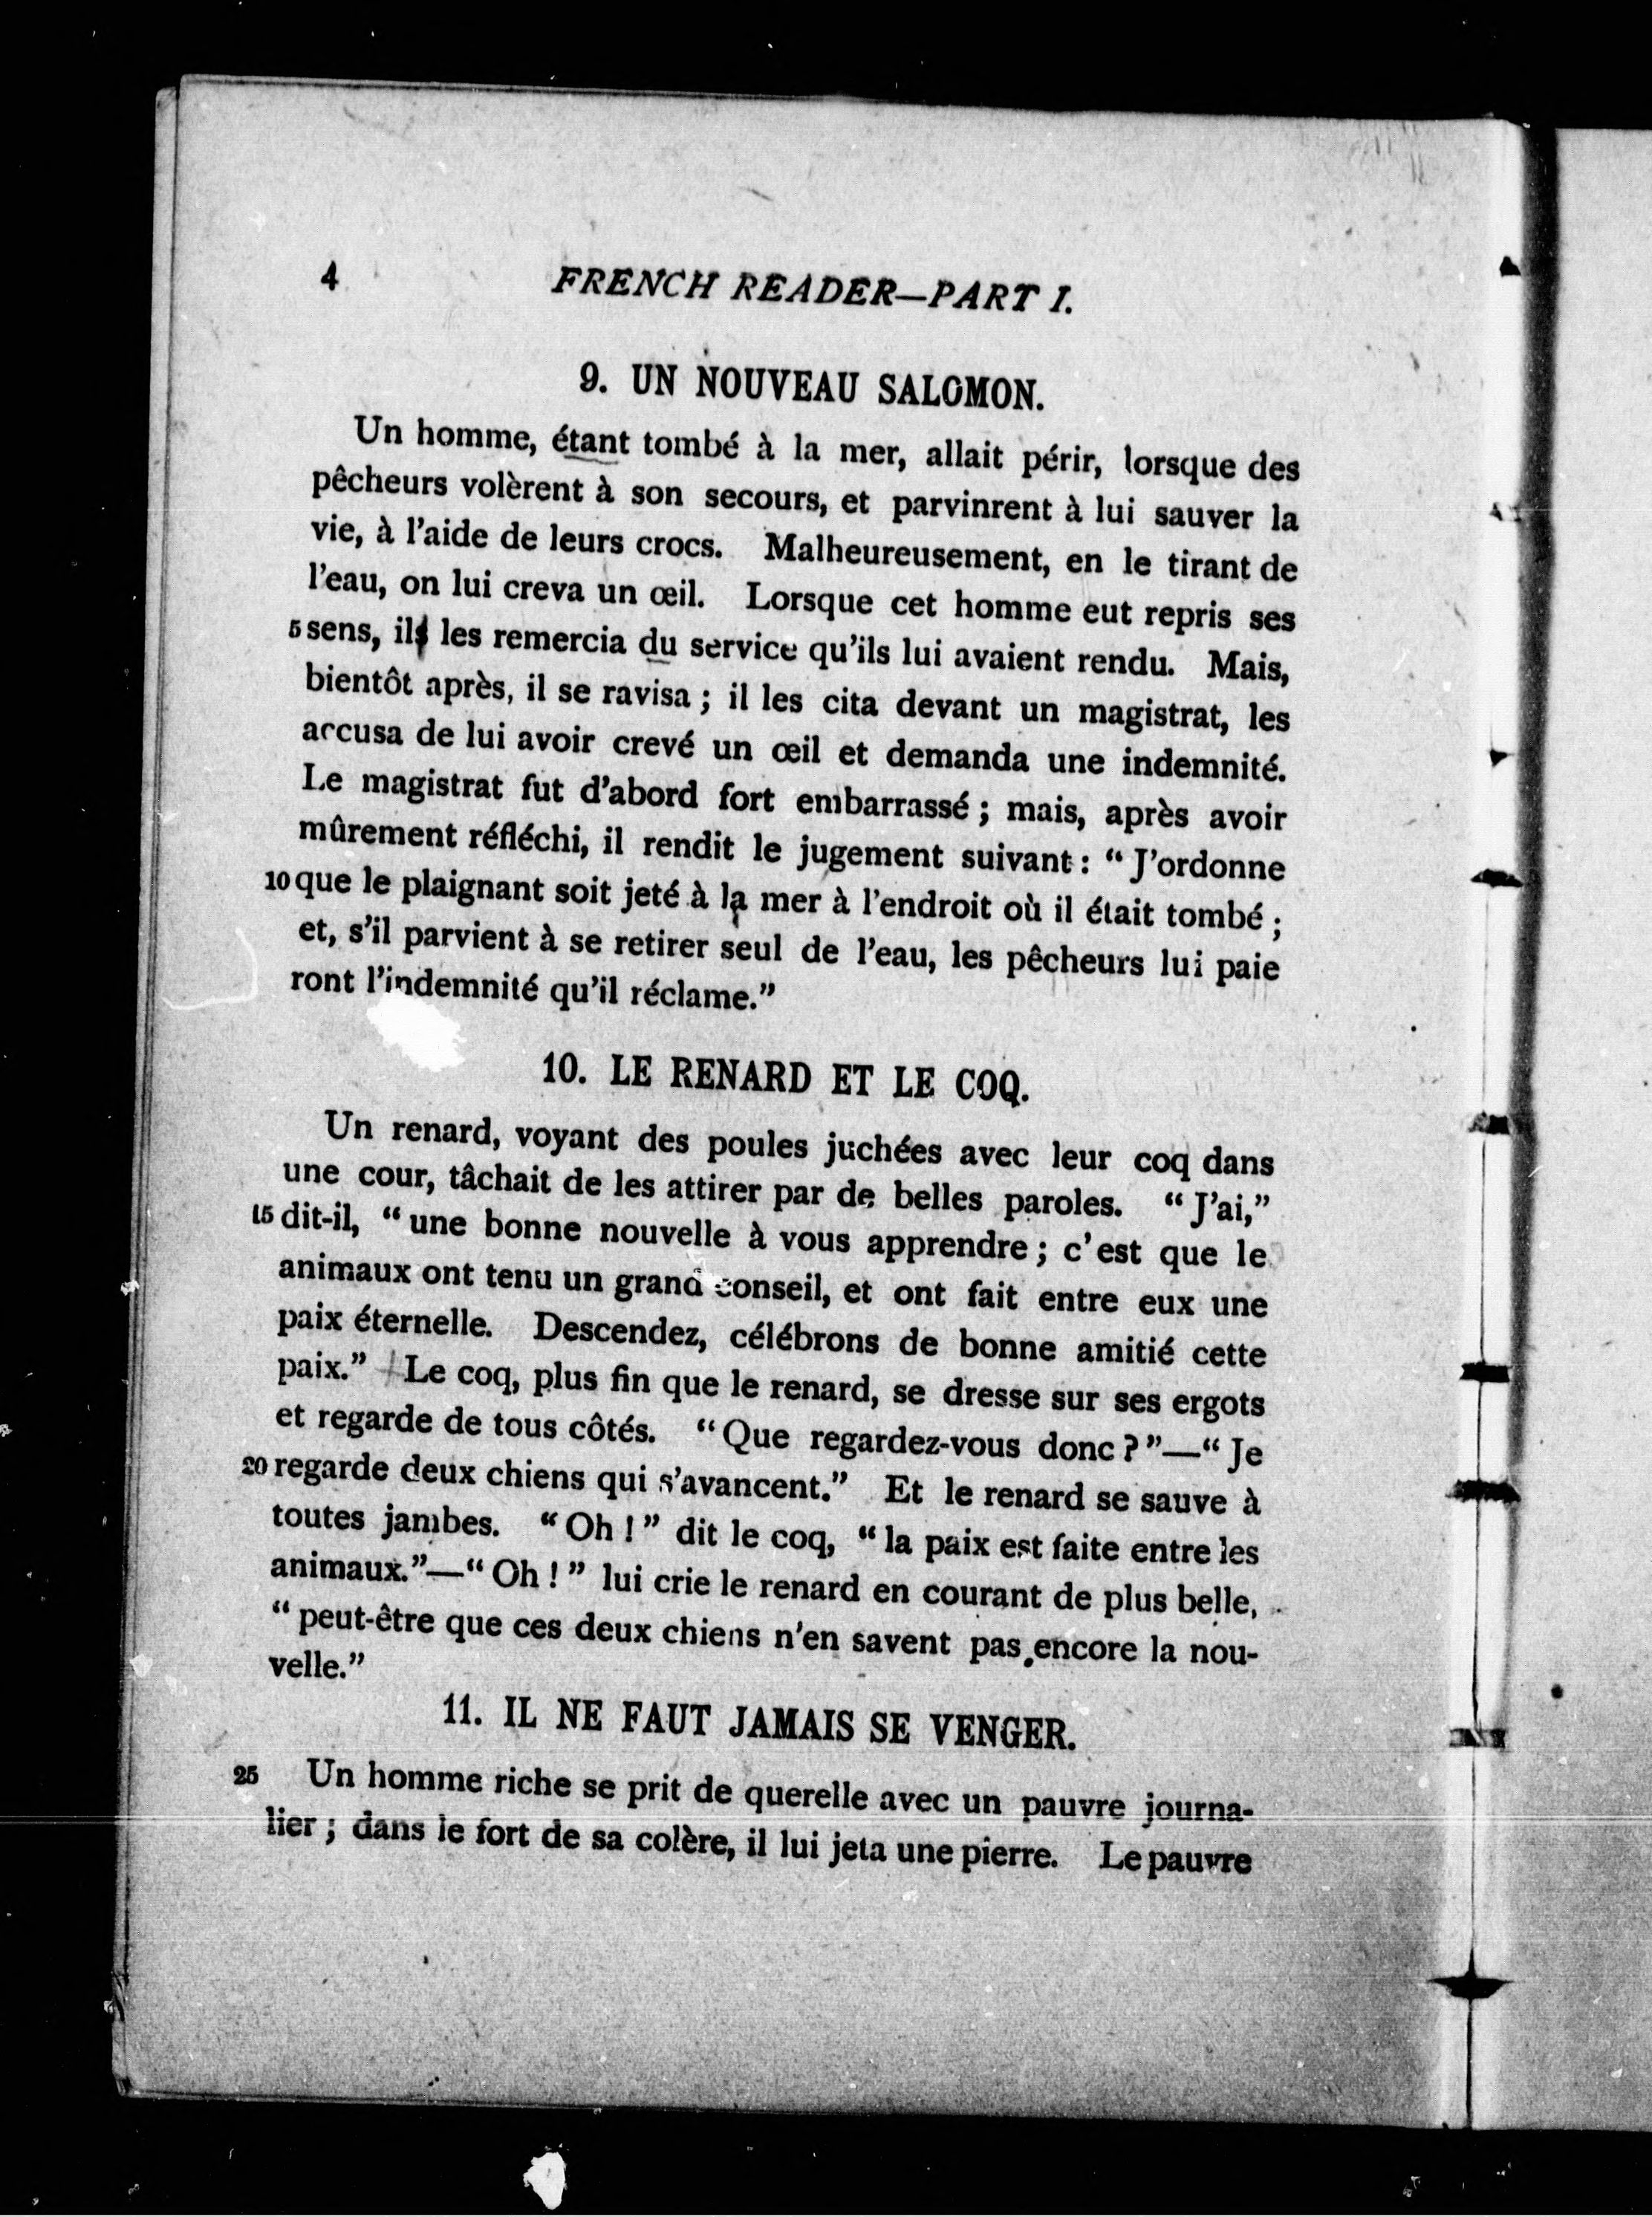 4 FRENCH READER—PART I.
9. UN NOUVEAU SALOMON.
Un homme, étant tombé à la mer, allait périr, lorsque des
pêcheurs volèrent à son secours, et parvinrent à lui sauver la
vie, à l'aide de leurs crocs. Malheureusement, en le tirant de
l'eau, on lui creva un œil. Lorsque cet homme eut repris ses
5 sens, ils les remercia du service qu'ils lui avaient rendu. Mais,
bientôt après, il se ravisa ; il les cita devant un magistrat, les
accusa de lui avoir crevé un œil et demanda une indemnité.
Le magistrat fut d'abord fort embarrassé ; mais, après avoir
mûrement réfléchi, il rendit le jugement suivant : " J'ordonne
10 que le plaignant soit jeté à la mer à l'endroit où il était tombé ;
et, s'il parvient à se retirer seul de l'eau, les pêcheurs lui paie
ront l'indemnité qu'il réclame."
10. LE RENARD ET LE COQ.
Un renard, voyant des poules juchées avec leur coq dans
une cour, tâchait de les attirer par de belles paroles. " J'ai,"
15 dit-il, " une bonne nouvelle à vous apprendre ; c'est que le
animaux ont tenu un grand conseil, et ont fait entre eux une
paix éternelle. Descendez, célébrons de bonne amitié cette
paix." Le coq, plus fin que le renard, se dresse sur ses ergots
et regarde de tous côtés. " Que regardez-vous donc ? "—" Je
20 regarde deux chiens qui s'avancent." Et le renard se sauve à
toutes jambes. " Oh ! " dit le coq, " la paix est faite entre les
animaux."—" Oh ! " lui crie le renard en courant de plus belle,
" peut-être que ces deux chiens n'en savent pas encore la nou-
velle."
11. IL NE FAUT JAMAIS SE VENGER.
25 Un homme riche se prit de querelle avec un pauvre journa-
lier ; dans le fort de sa colère, il lui jeta une pierre. Le pauvre